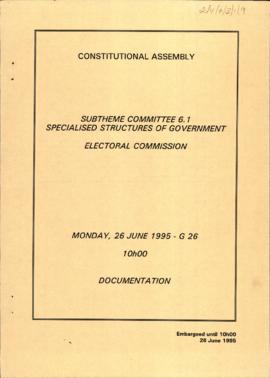 CONSTITUTIONAL ASSEMBLY
SUBTHEME COMMITTEE 6.1
SPECIALISED STRUCTURES OF GOVERNMENT
ELECTORAL COMMISSION
MONDAY, 26 JUNE 1995 - G 26
10h00
DOCUMENTATION
Embargoed until 10h00
26 June 1995